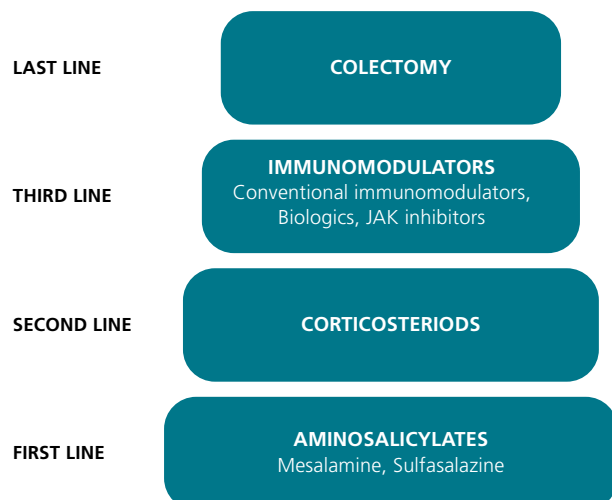 LAST LINE
COLECTOMY
THIRD LINE
IMMUNOMODULATORS
Conventional immunomodulators,
Biologics, JAK inhibitors
SECOND LINE
CORTICOSTERIODS
FIRST LINE
AMINOSALICYLATES
Mesalamine, Sulfasalazine